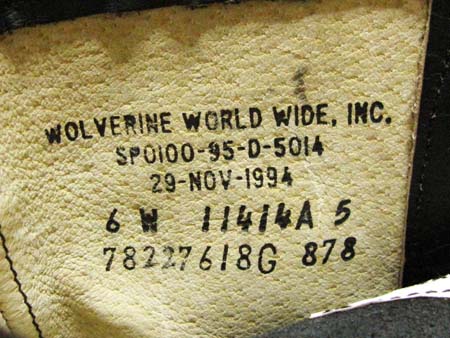 WOLVERINE WORLD WIDE, INC.
SP0100-95-D-5014
29-NOV-1994
6 W 11414A 5
78227618G 878